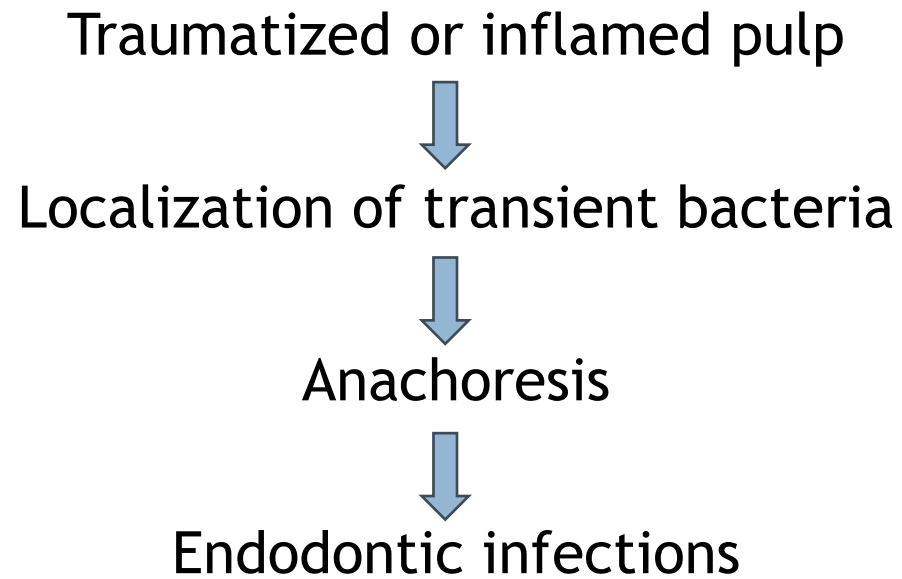 Traumatized or inflamed pulp
Localization of transient bacteria
Anachoresis
Endodontic infections